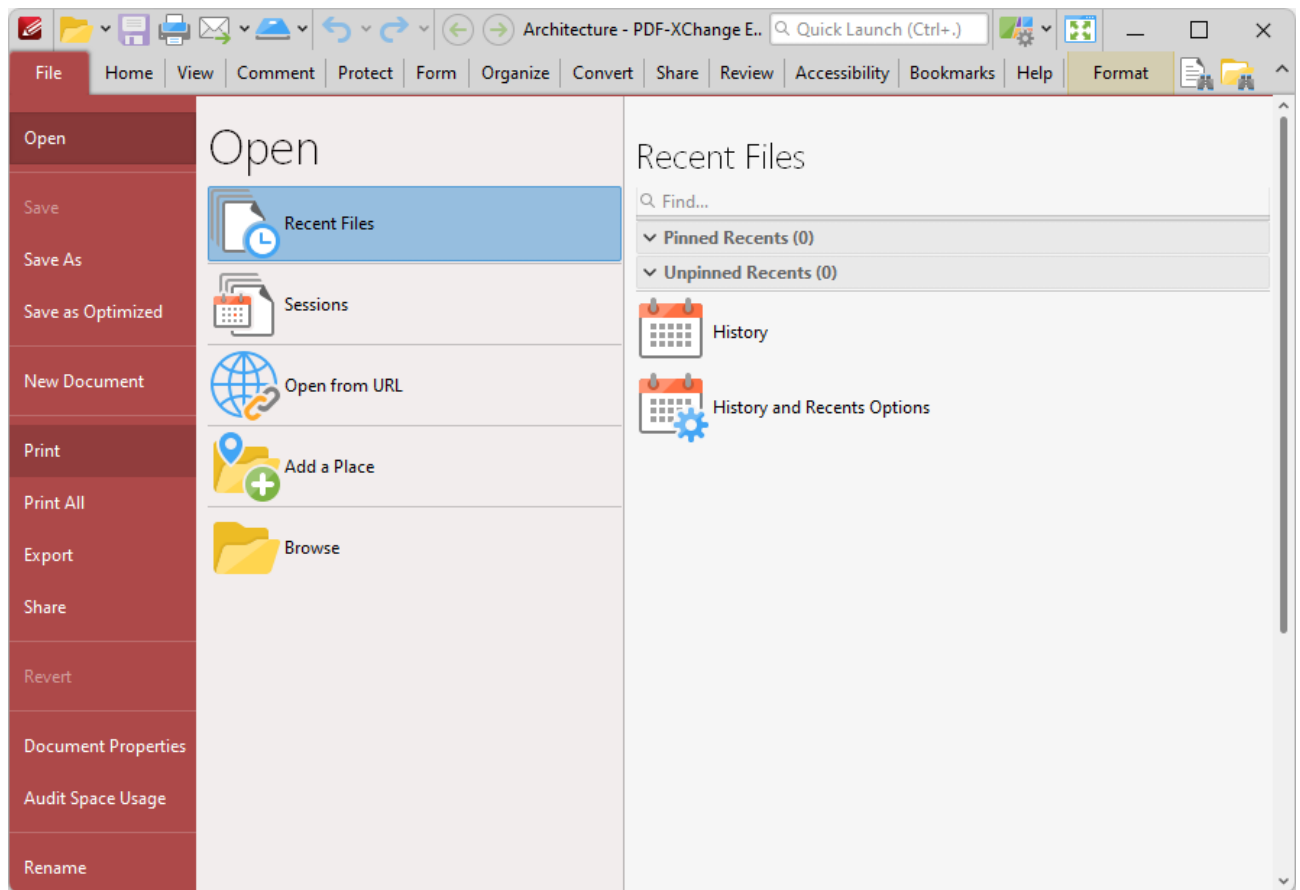 Architecture - PDF-XChange E..
Quick Launch (Ctrl+.)
File Home View Comment Protect Form Organize Convert Share Review Accessibility Bookmarks Help Format
Open
Save
Save As
Save as Optimized
New Document
Print
Print All
Export
Share
Revert
Document Properties
Audit Space Usage
Rename
Open
Recent Files
Sessions
Open from URL
Add a Place
Browse
Recent Files
Find...
Pinned Recents (0)
Unpinned Recents (0)
History
History and Recents Options